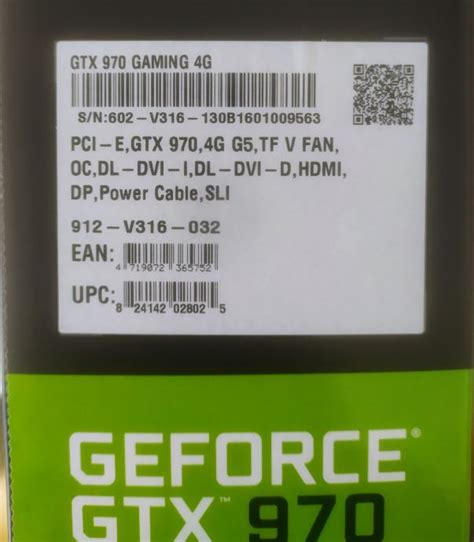 GTX 970 GAMING 4G
S/N:602-V316-130B1601009563
PCI-E,GTX 970,4G G5,TF V FAN,
OC,DL-DVI-I,DL-DVI-D,HDMI,
DP,Power Cable,SLI
912-V316-032
EAN:
4 719072 365752
UPC:
8 24142 02802 5
GEFORCE®
GTX™ 970